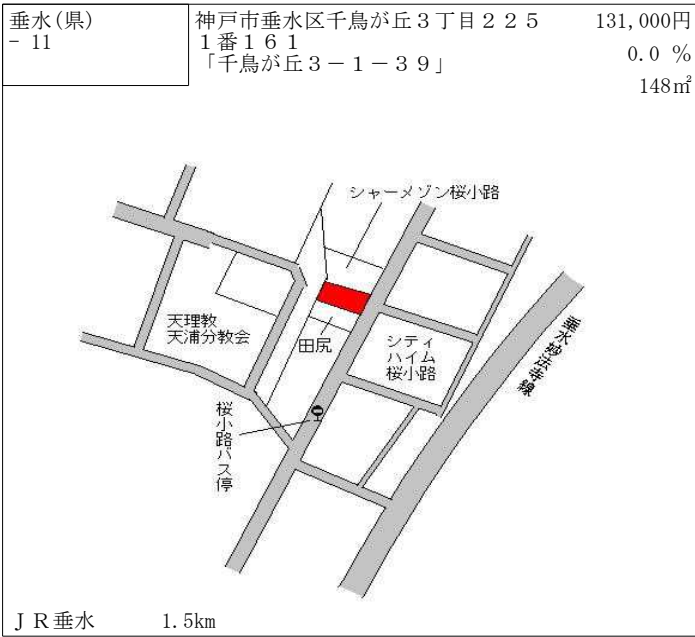 垂水(県)
- 11
神戸市垂水区千鳥が丘３丁目２２５
１番１６１
「千鳥が丘３－１－３９」
131,000円
0.0 %
148㎡
シャーメゾン桜小路
天理教
天浦分教会
田尻
シティ
ハイム
桜小路
垂水妙法寺線
桜小路バス停
ＪＲ垂水 1.5km